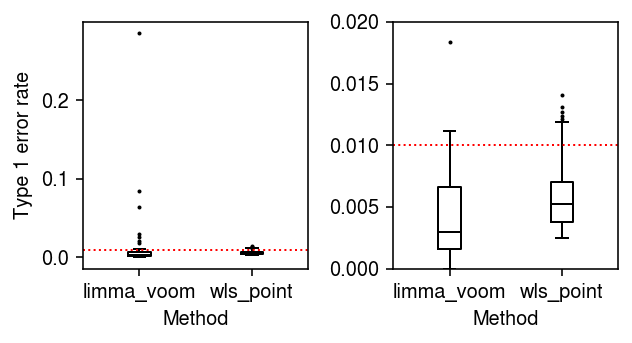 Type 1 error rate
0.2
0.1
0.0
limma_voom wls_point
Method
0.020
0.015
0.010
0.005
0.000
limma_voom wls_point
Method